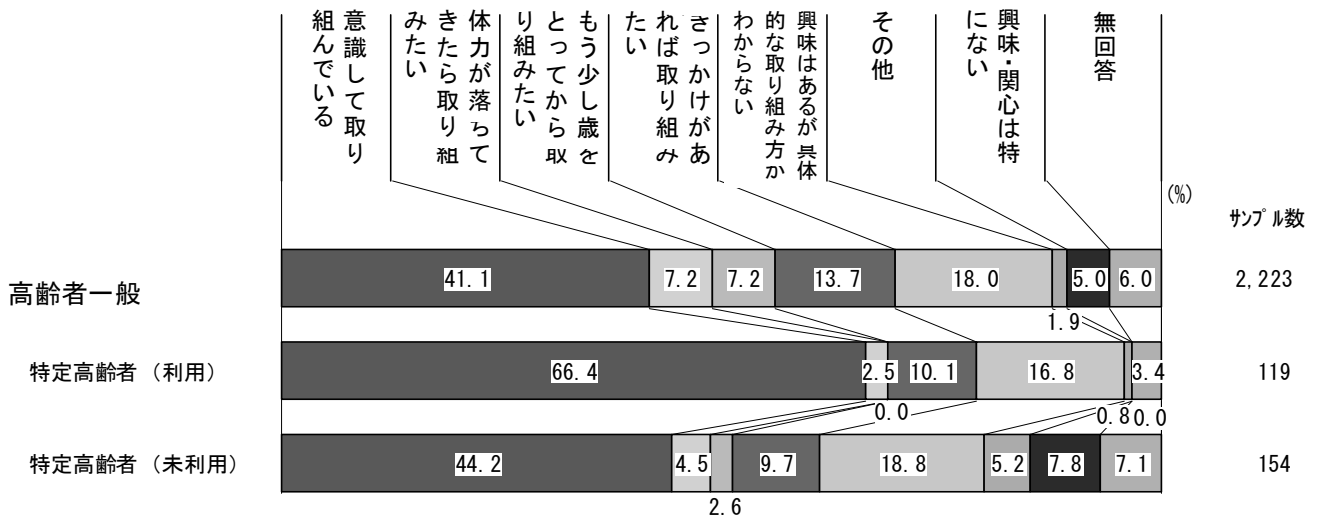 意識して取り
組んでいる
体力が落ちて
きたら取り組
みたい
もう少し歳を
とってから取
り組みたい
きっかけがあ
れば取り組み
たい
興味はあるが具体
的な取り組み方か
わからない
その他
興味・関心は特
にない
無回答
(%)
サンプル数
高齢者一般
41.1
7.2
7.2
13.7
18.0
1.9
5.0
6.0
2,223
特定高齢者（利用）
66.4
2.5
0.0
10.1
16.8
0.8
0.0
3.4
119
特定高齢者（未利用）
44.2
4.5
2.6
9.7
18.8
5.2
7.8
7.1
154